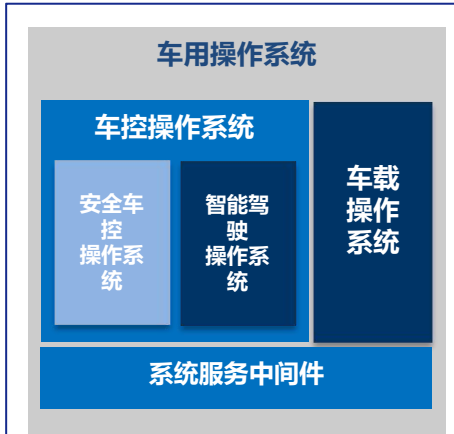 车用操作系统
车控操作系统
安全车
控
操作系
统
智能驾
驶
操作系
统
车载
操作
系统
系统服务中间件